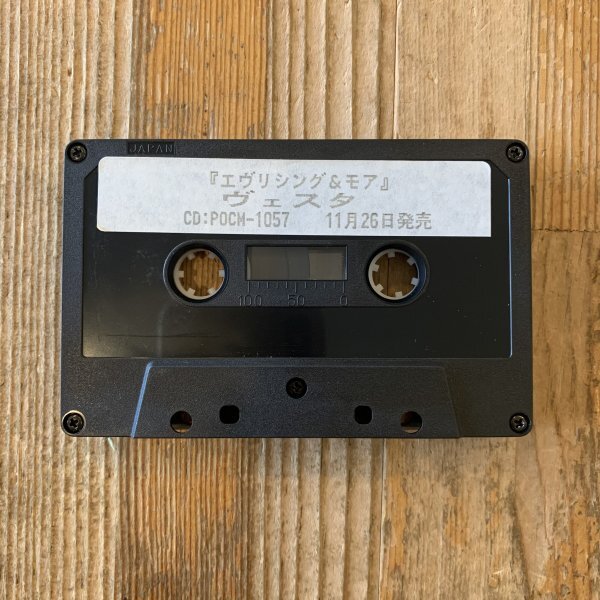 JAPAN
『エヴリシング＆モア』
ヴェスタ
CD:POCM-1057 11月26日発売
100 50 0